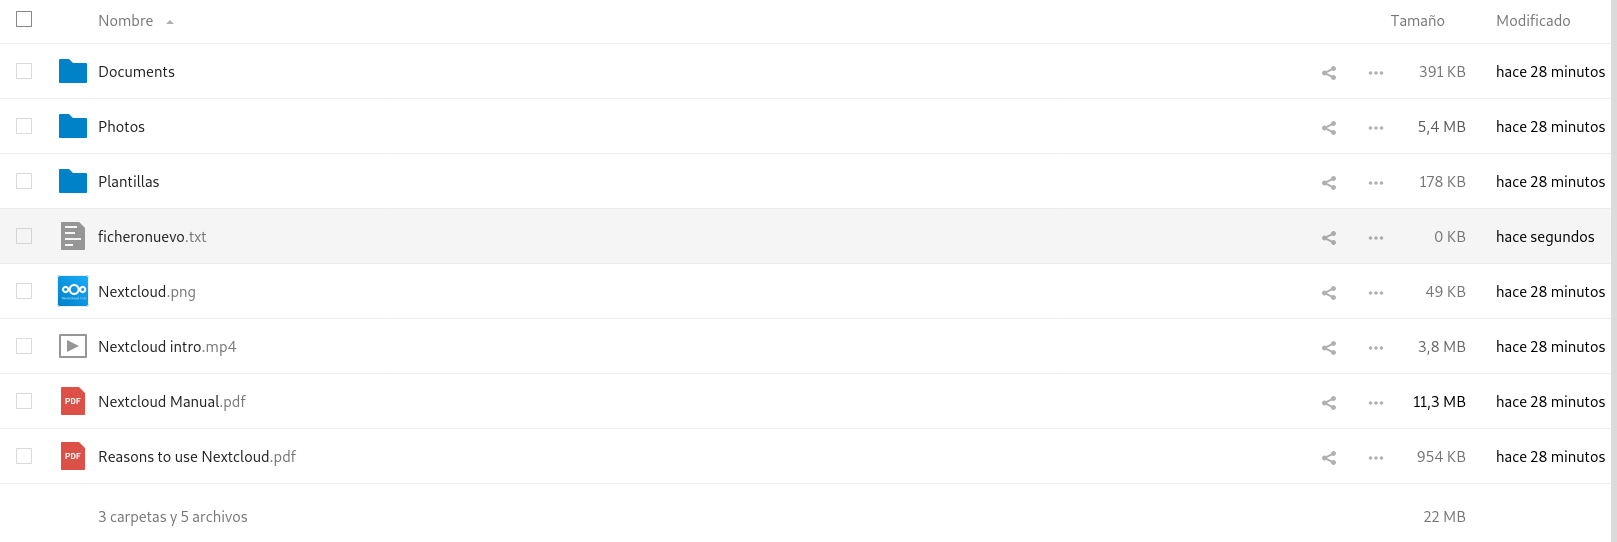 Nombre Tamaño Modificado
Documents 391 KB hace 28 minutos
Photos 5,4 MB hace 28 minutos
Plantillas 178 KB hace 28 minutos
ficheronuevo.txt 0 KB hace segundos
Nextcloud.png 49 KB hace 28 minutos
Nextcloud intro.mp4 3,8 MB hace 28 minutos
PDF Nextcloud Manual.pdf 11,3 MB hace 28 minutos
PDF Reasons to use Nextcloud.pdf 954 KB hace 28 minutos
3 carpetas y 5 archivos 22 MB